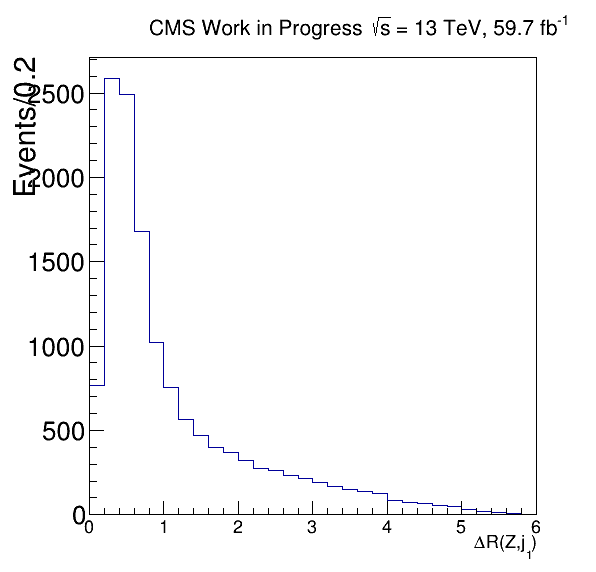 CMS Work in Progress √s = 13 TeV, 59.7 fb⁻¹
Events/0.2
2500
2000
1500
1000
500
0
0 1 2 3 4 5 6
ΔR(Z,j₁)